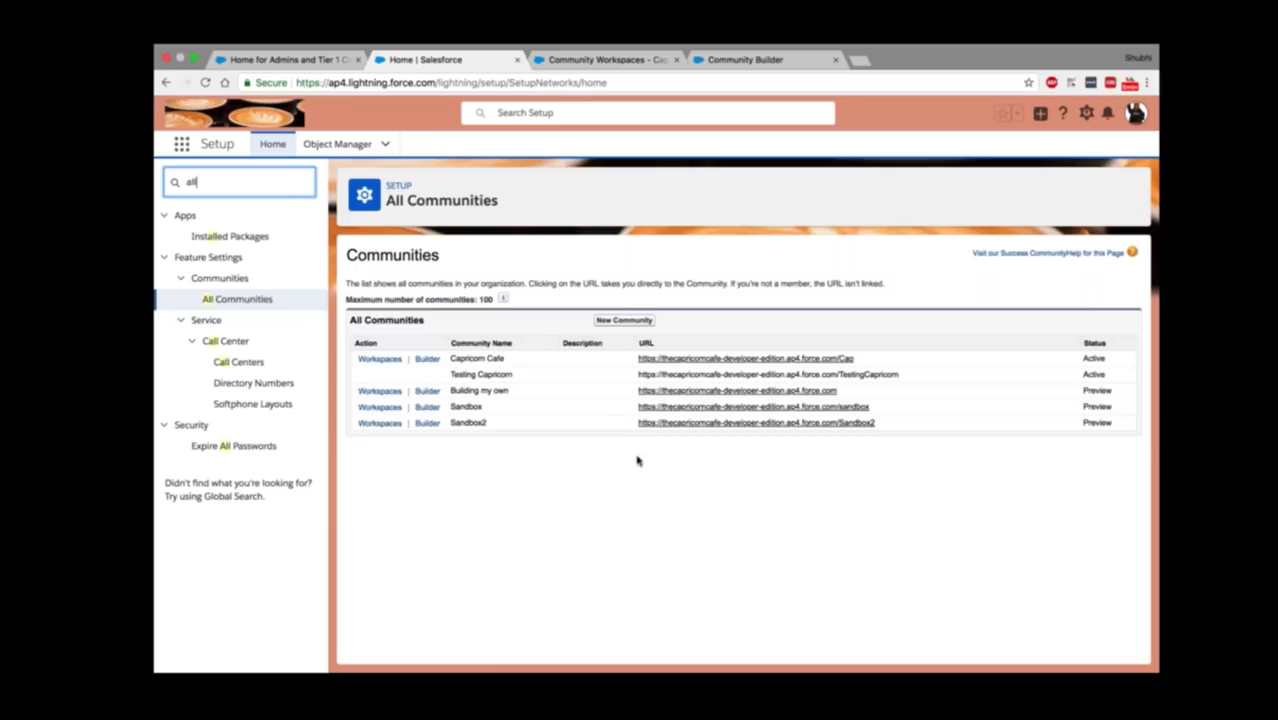 Home for Admins and Tier 1 C
Home | Salesforce
Community Workspaces - Ca
Community Builder
Shubhi
Secure
https://ap4.lightning.force.com/lightning/setup/SetupNetworks/home
Search Setup
Setup
Home
Object Manager
all
SETUP
All Communities
Apps
Installed Packages
Feature Settings
Communities
All Communities
Service
Call Center
Call Centers
Directory Numbers
Softphone Layouts
Security
Expire All Passwords
Didn't find what you're looking for?
Try using Global Search.
Communities
Visit our Success Community Help for this Page
The list shows all communities in your organization. Clicking on the URL takes you directly to the Community. If you're not a member, the URL isn't linked.
Maximum number of communities: 100 i
All Communities New Community
Action Community Name Description URL Status
Workspaces | Builder Capricorn Cafe https://thecapricorncafe-developer-edition.ap4.force.com/Cap Active
Testing Capricorn https://thecapricorncafe-developer-edition.ap4.force.com/TestingCapricorn Active
Workspaces | Builder Building my own https://thecapricorncafe-developer-edition.ap4.force.com Preview
Workspaces | Builder Sandbox https://thecapricorncafe-developer-edition.ap4.force.com/sandbox Preview
Workspaces | Builder Sandbox2 https://thecapricorncafe-developer-edition.ap4.force.com/Sandbox2 Preview